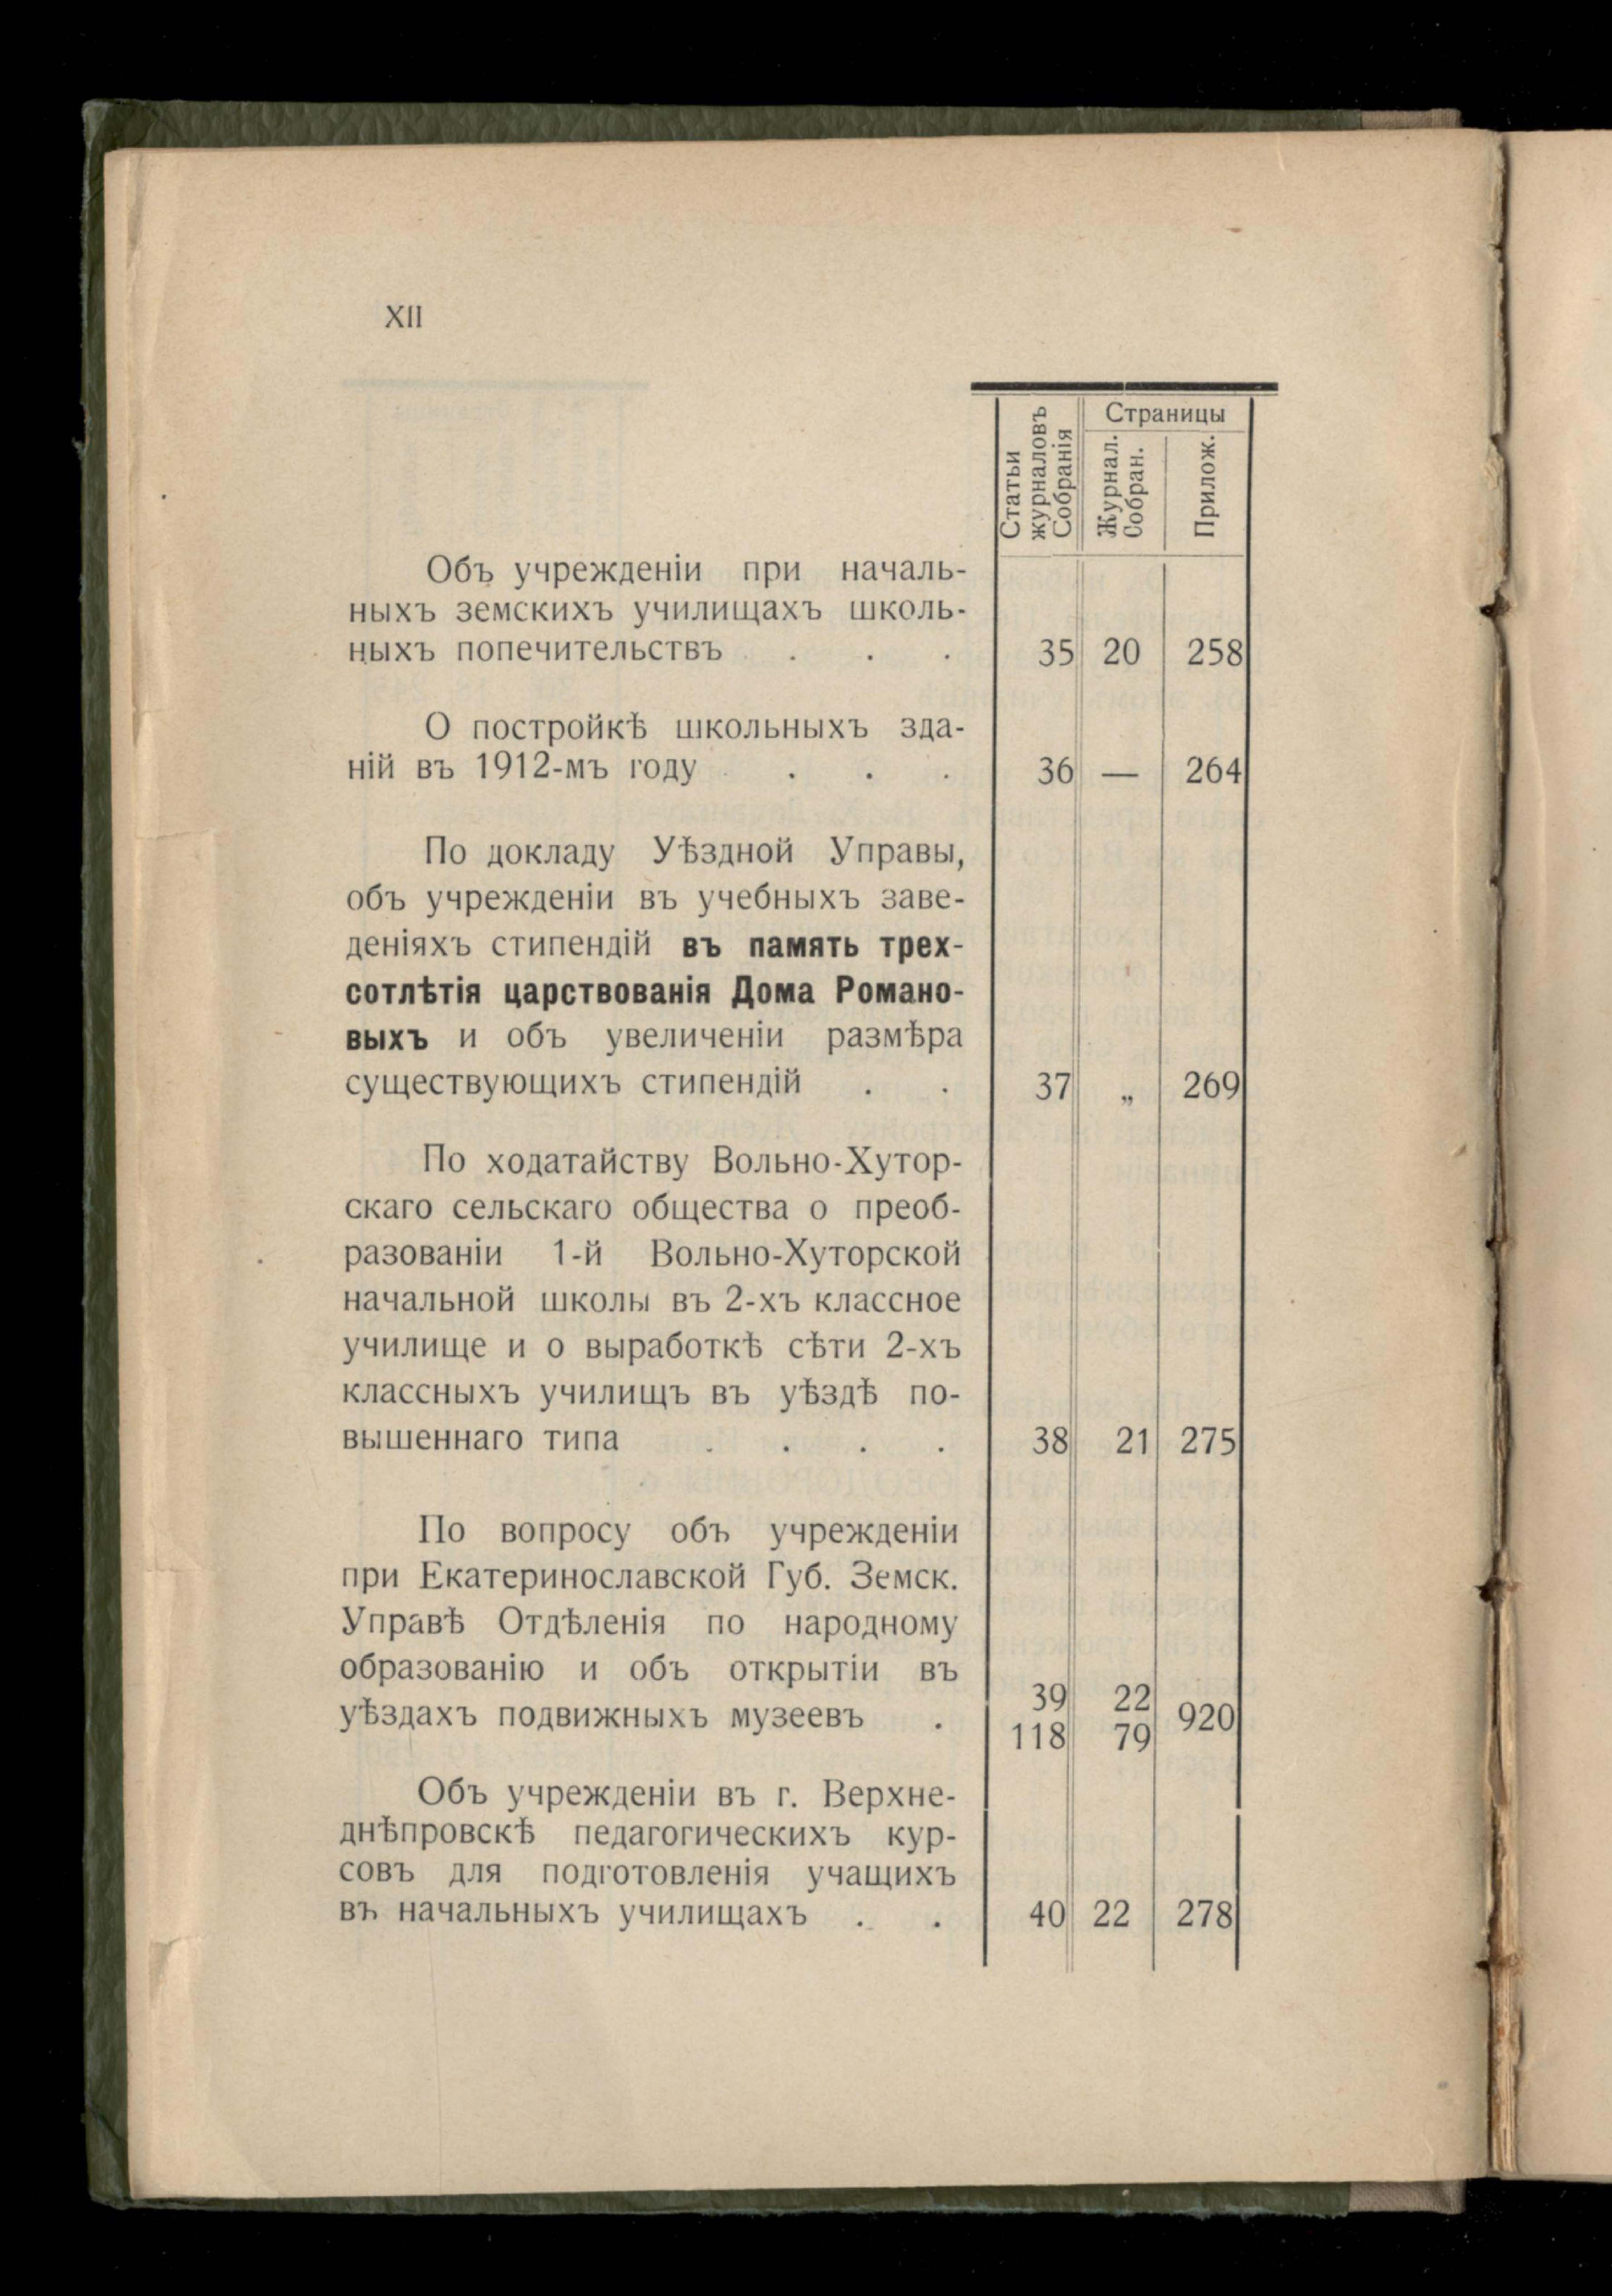 XII
Статьи журналовъ Собранія
Страницы
Журнал. Собран.
Прилож.
Объ учрежденіи при началь-
ныхъ земскихъ училищахъ школь-
ныхъ попечительствъ . . . 35 20 258
О постройкѣ школьныхъ зда-
ній въ 1912-мъ году . . . 36 — 264
По докладу Уѣздной Управы,
объ учрежденіи въ учебныхъ заве-
деніяхъ стипендій въ память трех-
сотлѣтія царствованія Дома Романо-
выхъ и объ увеличеніи размѣра
существующихъ стипендій . . 37 „ 269
По ходатайству Вольно-Хутор-
скаго сельскаго общества о преоб-
разованіи 1-й Вольно-Хуторской
начальной школы въ 2-хъ классное
училище и о выработкѣ сѣти 2-хъ
классныхъ училищъ въ уѣздѣ по-
вышеннаго типа . . . . 38 21 275
По вопросу объ учрежденіи
при Екатеринославской Губ. Земск.
Управѣ Отдѣленія по народному
образованію и объ открытіи въ
уѣздахъ подвижныхъ музеевъ . 39 22 920
118 79
Объ учрежденіи въ г. Верхне-
днѣпровскѣ педагогическихъ кур-
совъ для подготовленія учащихъ
въ начальныхъ училищахъ . . 40 22 278